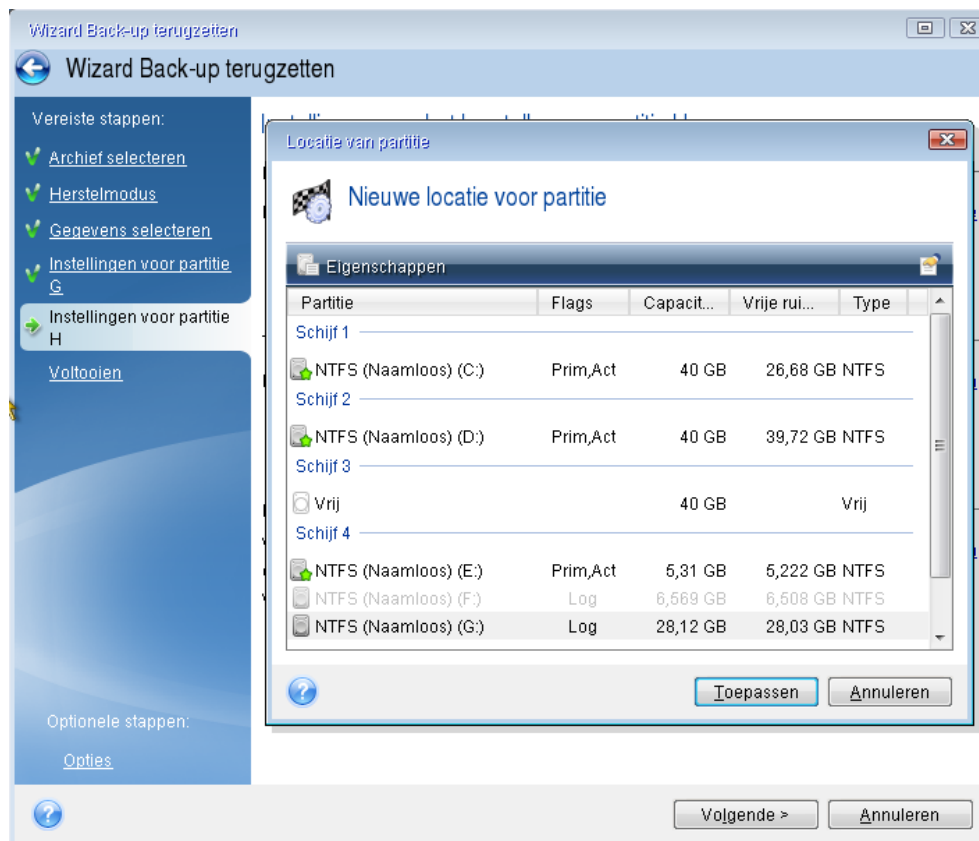 Wizard Back-up terugzetten
Wizard Back-up terugzetten
Vereiste stappen:
Archief selecteren
Herstelmodus
Gegevens selecteren
Instellingen voor partitie
G
Instellingen voor partitie
H
Voltooien
Optionele stappen:
Opties
Locatie van partitie
Nieuwe locatie voor partitie
Eigenschappen
Partitie Flags Capacit... Vrije rui... Type
Schijf 1
NTFS (Naamloos) (C:) Prim,Act 40 GB 26,68 GB NTFS
Schijf 2
NTFS (Naamloos) (D:) Prim,Act 40 GB 39,72 GB NTFS
Schijf 3
Vrij 40 GB Vrij
Schijf 4
NTFS (Naamloos) (E:) Prim,Act 5,31 GB 5,222 GB NTFS
NTFS (Naamloos) (F:) Log 6,569 GB 6,508 GB NTFS
NTFS (Naamloos) (G:) Log 28,12 GB 28,03 GB NTFS
Toepassen Annuleren
Volgende > Annuleren